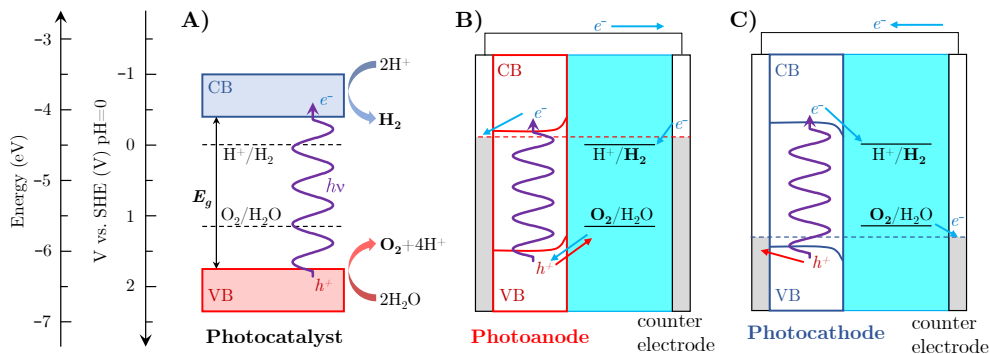 Energy (eV)
−3
−4
−5
−6
−7
V vs. SHE (V) pH=0
−1
0
1
2
A)
CB
e⁻
2H⁺
H₂
H⁺/H₂
E_g
hν
O₂/H₂O
O₂+4H⁺
VB
h⁺
2H₂O
Photocatalyst
B)
e⁻
CB
e⁻
e⁻
H⁺/H₂
O₂/H₂O
h⁺
VB
Photoanode
counter
electrode
C)
e⁻
CB
e⁻
H⁺/H₂
O₂/H₂O
e⁻
h⁺
VB
Photocathode
counter
electrode